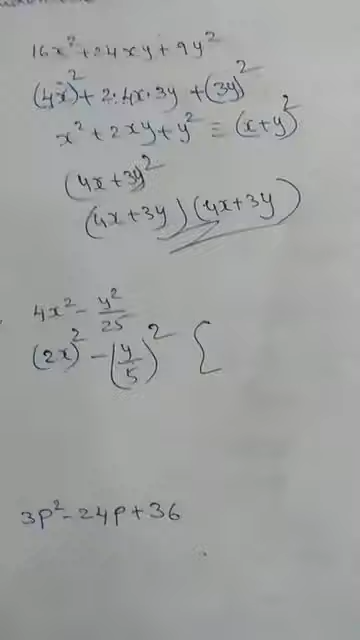 16x² + 24xy + 9y²
(4x)² + 2·4x·3y + (3y)²
x² + 2xy + y² = (x+y)²
(4x+3y)²
(4x+3y)(4x+3y)
4x² - y²/25
(2x)² - (y/5)² {
3p² - 24p + 36